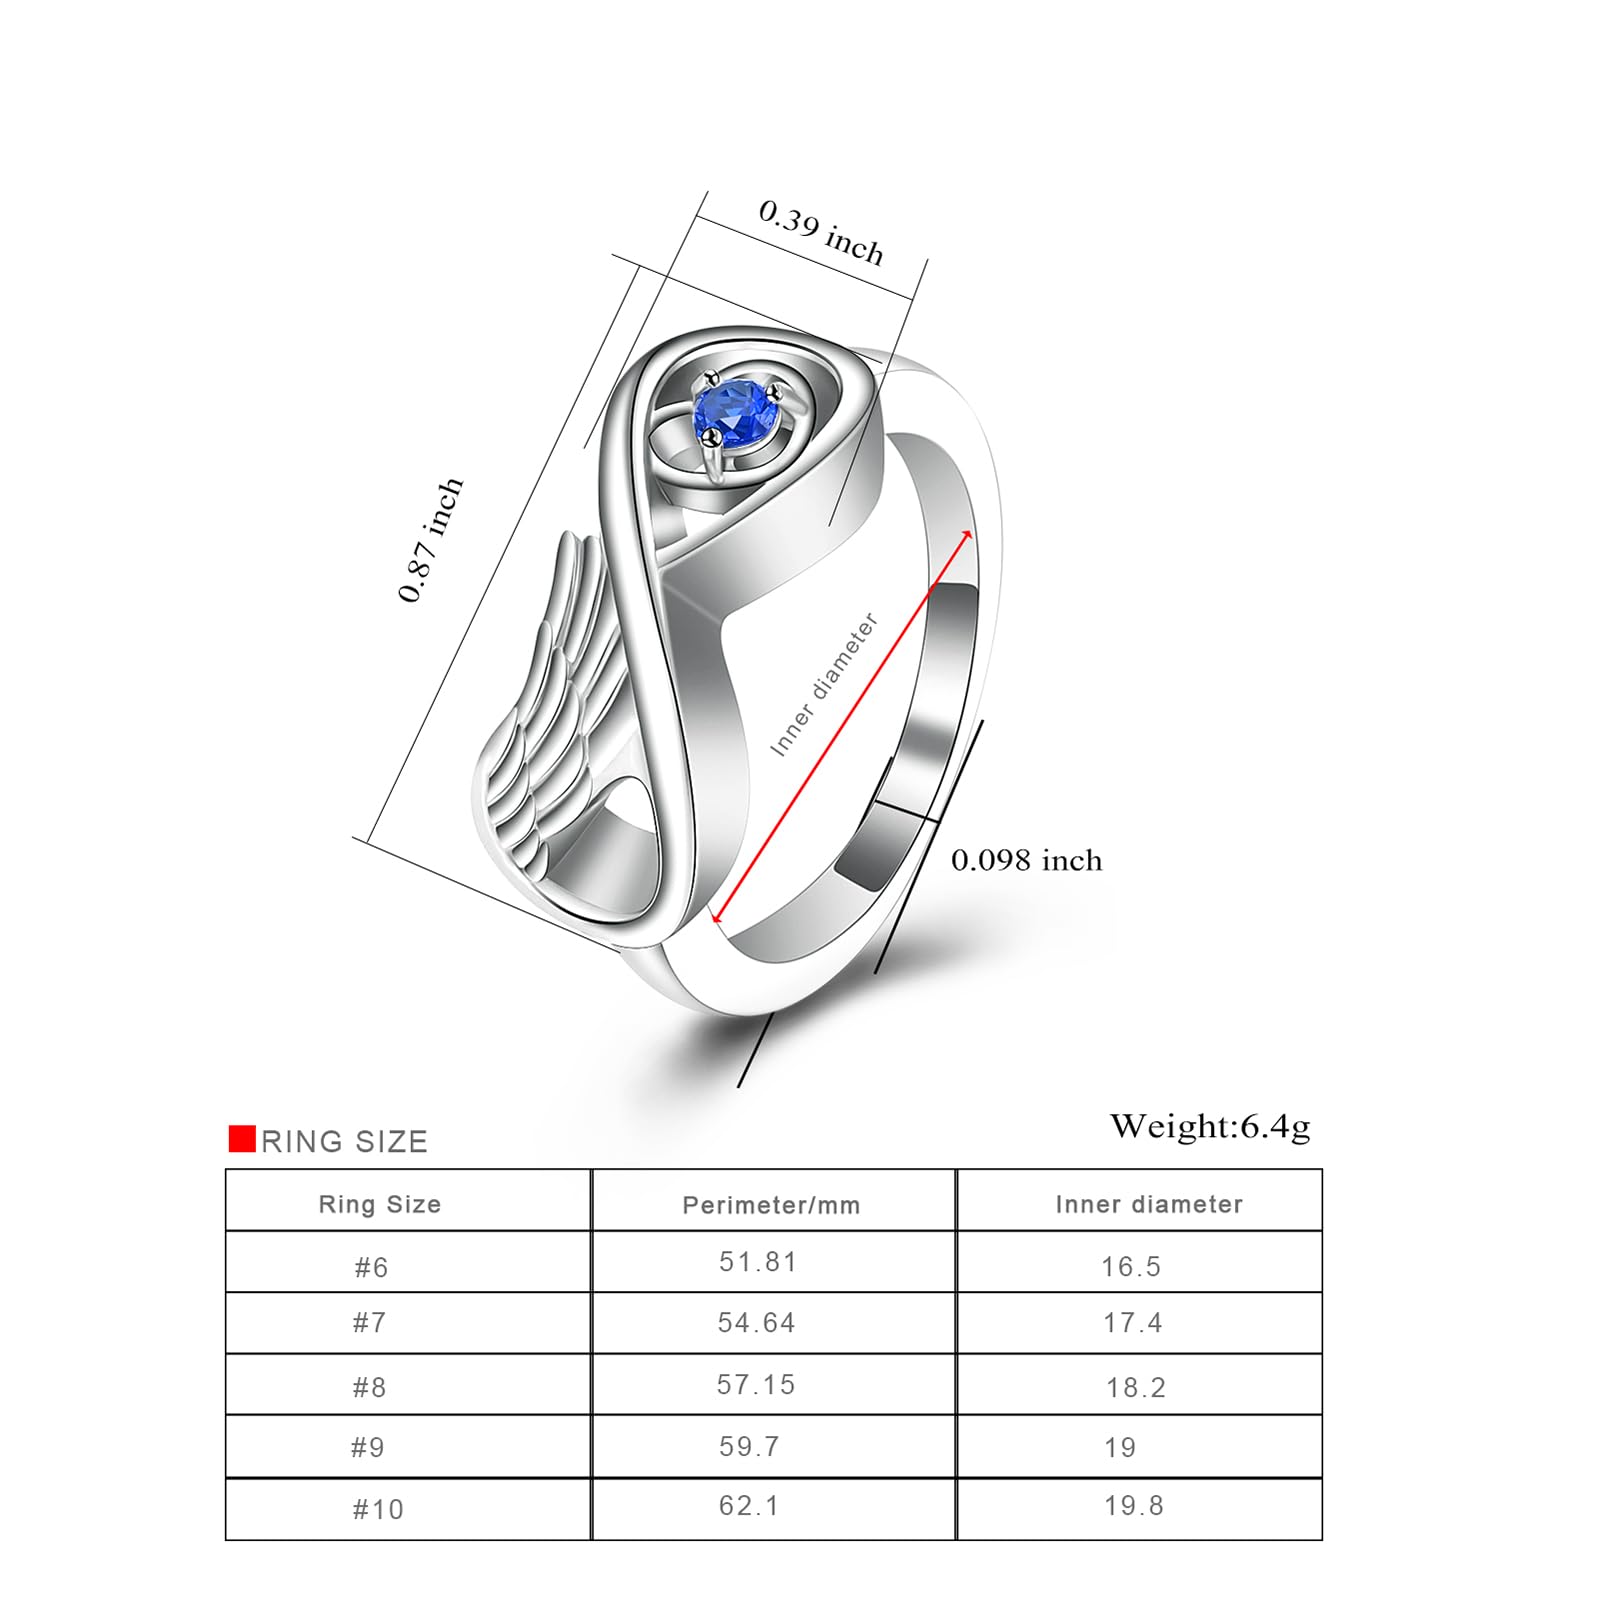 0.39 inch
0.87 inch
Inner diameter
0.098 inch
Weight:6.4g
RING SIZE
Ring Size Perimeter/mm Inner diameter
#6 51.81 16.5
#7 54.64 17.4
#8 57.15 18.2
#9 59.7 19
#10 62.1 19.8